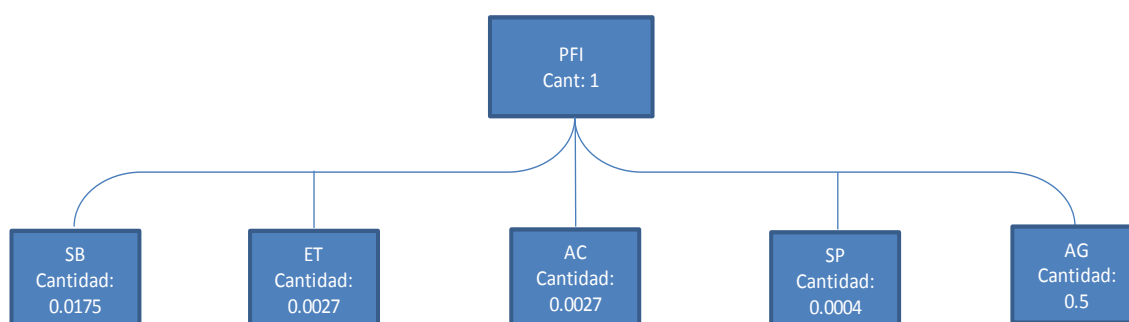 PFI
Cant: 1
SB
Cantidad:
0.0175
ET
Cantidad:
0.0027
AC
Cantidad:
0.0027
SP
Cantidad:
0.0004
AG
Cantidad:
0.5